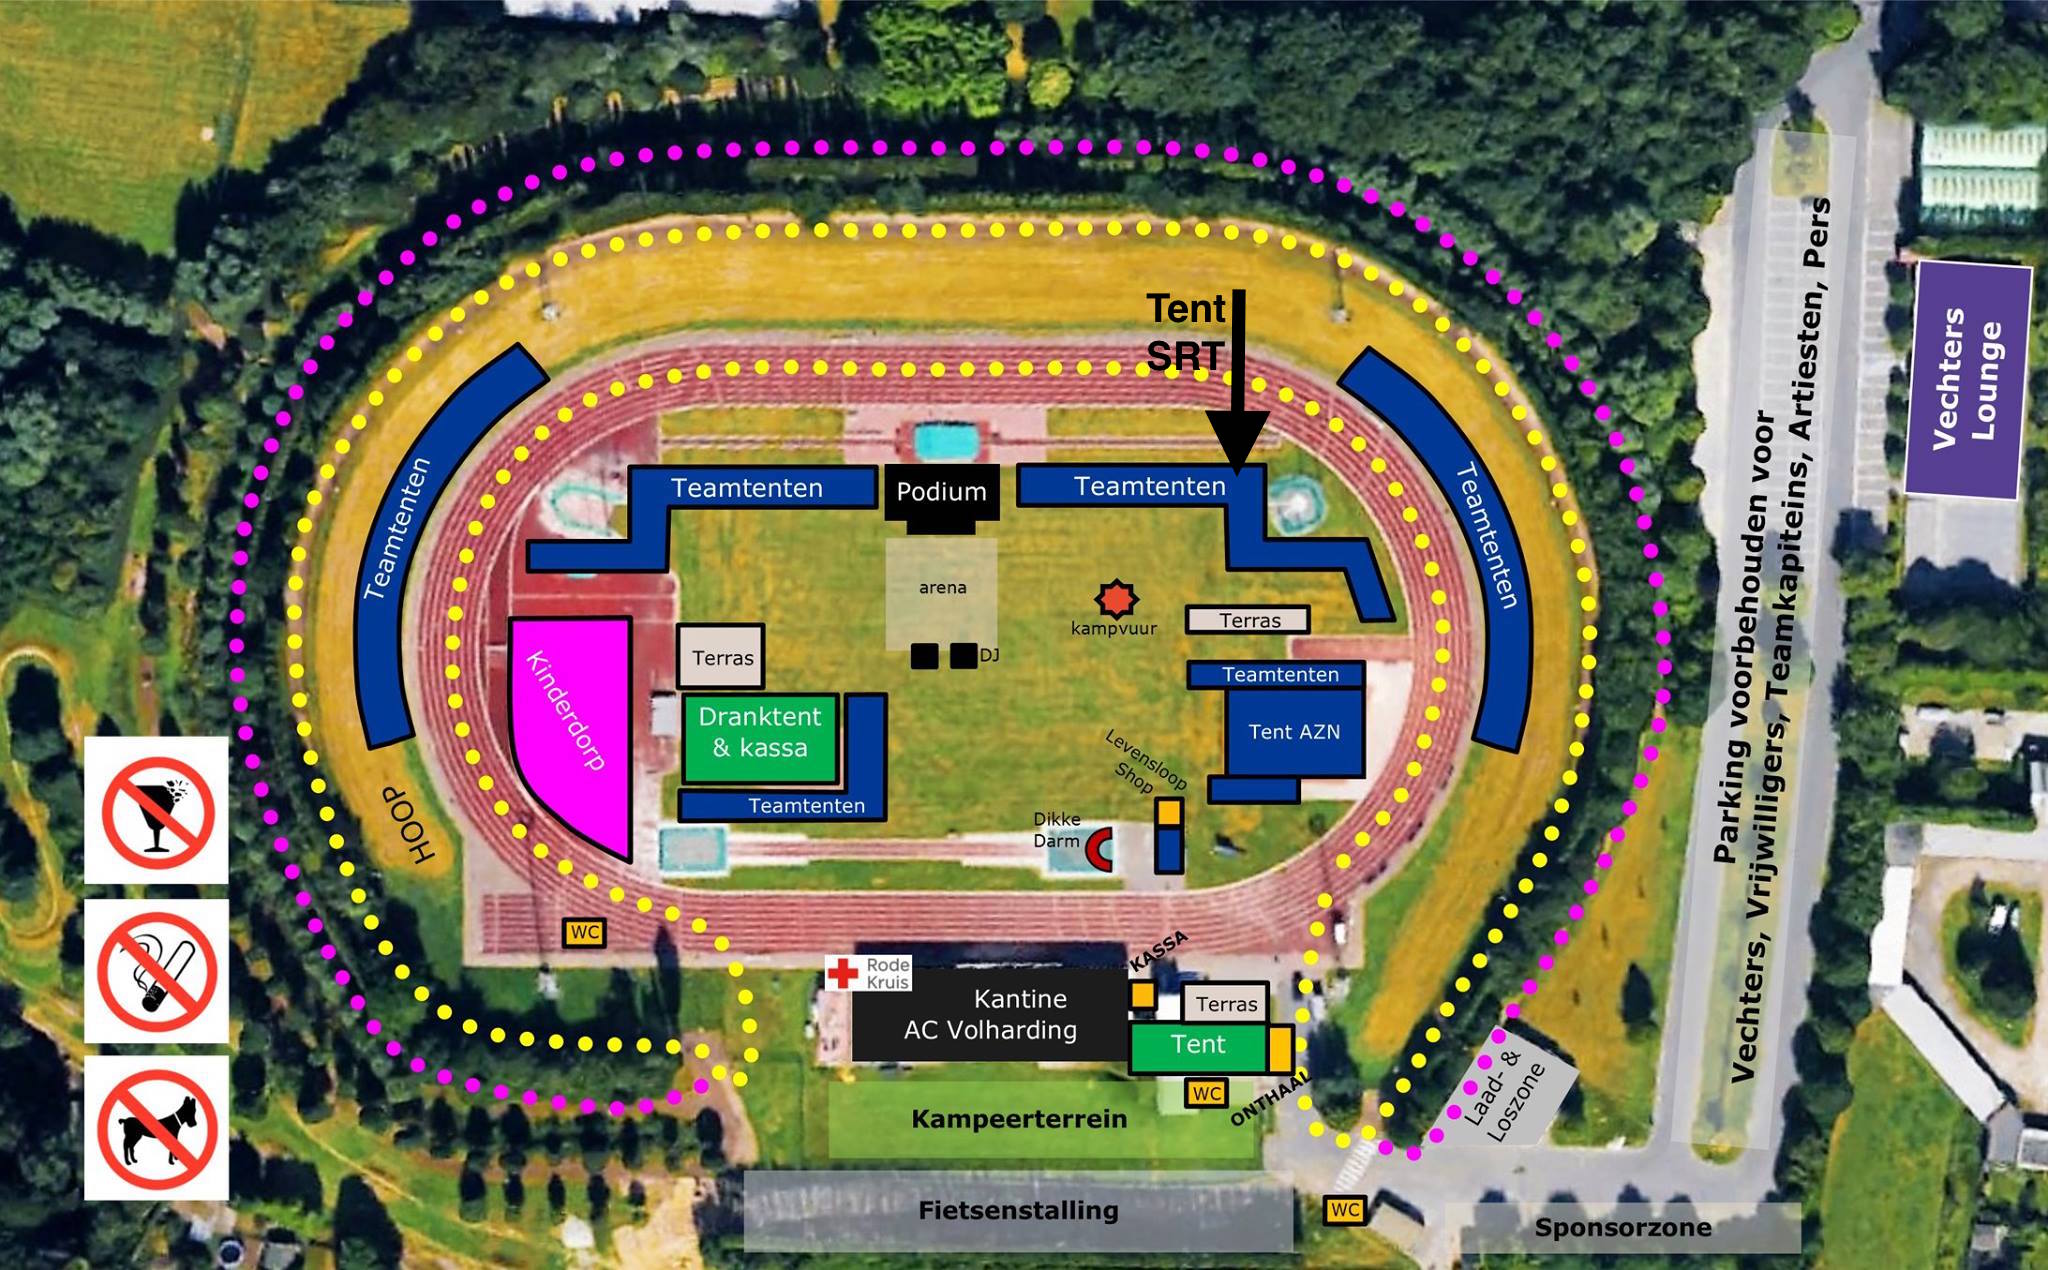 Tent
SRT
Teamtenten
Teamtenten
Podium
Teamtenten
Teamtenten
arena
kampvuur
DJ
Terras
Terras
Kinderdorp
Teamtenten
Dranktent
& kassa
Tent AZN
Levensloop
Shop
Teamtenten
Dikke
Darm
HOOP
WC
Rode
Kruis
KASSA
Kantine
AC Volharding
Terras
Tent
WC
ONTHAAL
Kampeerterrein
Laad- &
Loszone
Fietsenstalling
WC
Sponsorzone
Parking voorbehouden voor
Vechters, Vrijwilligers, Teamkapiteins, Artiesten, Pers
Vechters
Lounge